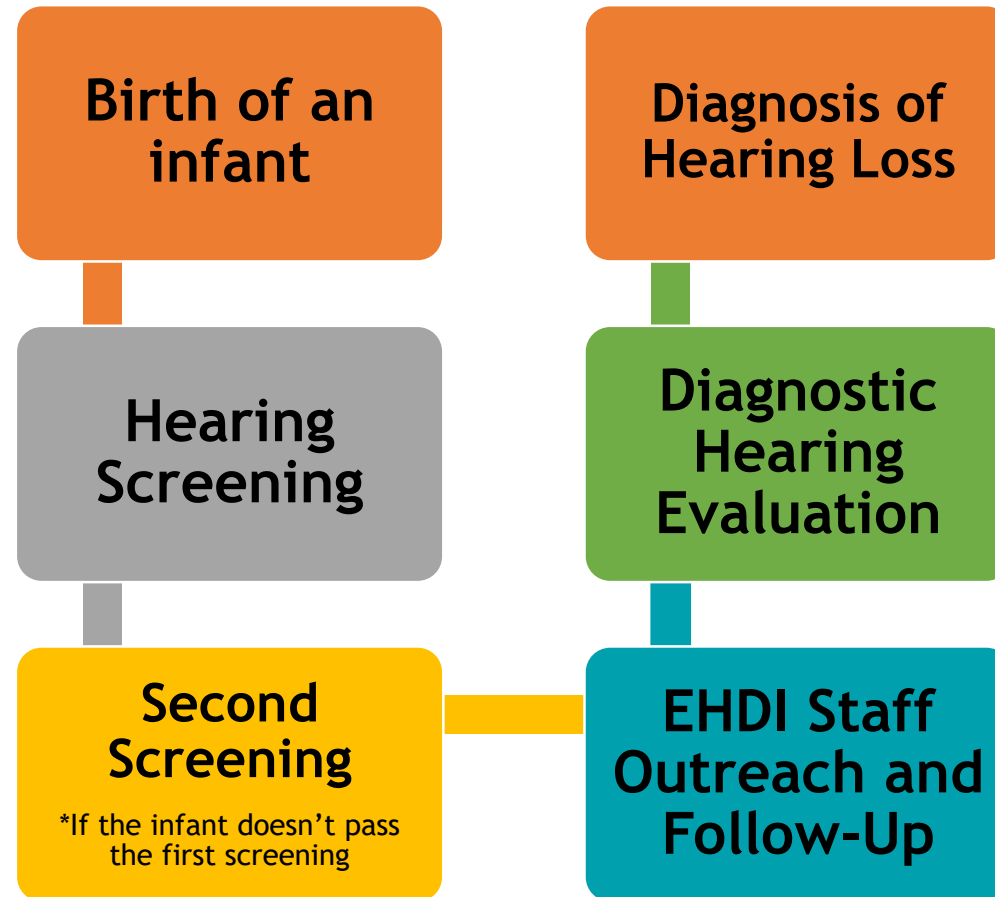 Birth of an
infant
Hearing
Screening
Second
Screening
*If the infant doesn't pass
the first screening
EHDI Staff
Outreach and
Follow-Up
Diagnostic
Hearing
Evaluation
Diagnosis of
Hearing Loss